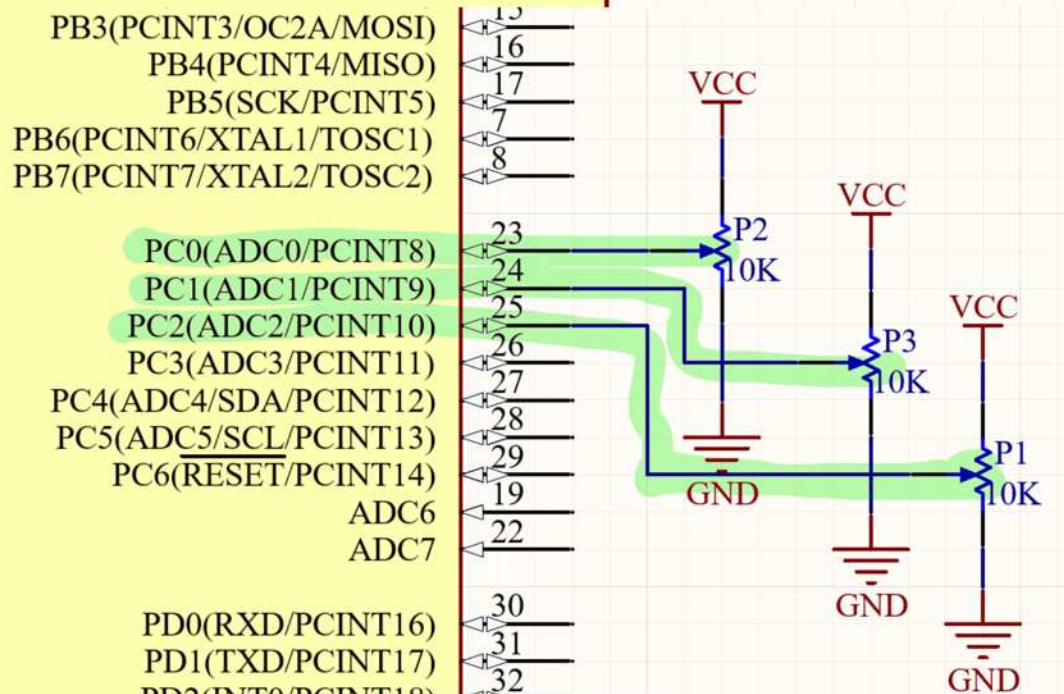 15
PB3(PCINT3/OC2A/MOSI)
16
PB4(PCINT4/MISO)
17
PB5(SCK/PCINT5)
7
PB6(PCINT6/XTAL1/TOSC1)
8
PB7(PCINT7/XTAL2/TOSC2)
23
PC0(ADC0/PCINT8)
24
PC1(ADC1/PCINT9)
25
PC2(ADC2/PCINT10)
26
PC3(ADC3/PCINT11)
27
PC4(ADC4/SDA/PCINT12)
28
PC5(ADC5/SCL/PCINT13)
29
PC6(RESET/PCINT14)
19
ADC6
22
ADC7
30
PD0(RXD/PCINT16)
31
PD1(TXD/PCINT17)
32
PD2(INT0/PCINT18)
VCC
P2
10K
GND
VCC
P3
10K
GND
VCC
P1
10K
GND